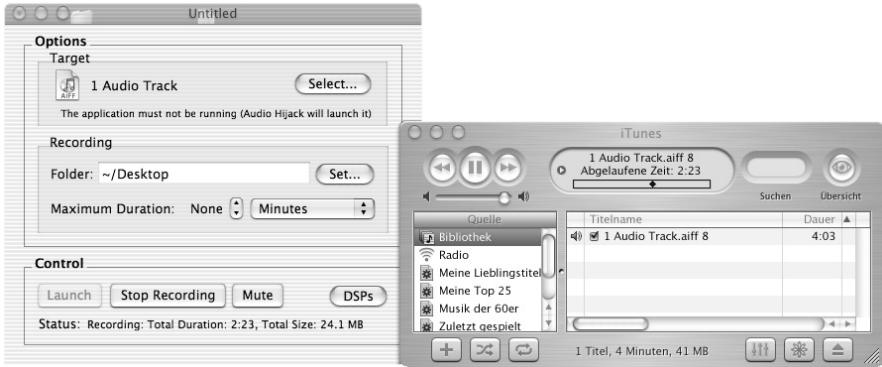 Untitled
Options
Target
AIFF
1 Audio Track
Select...
The application must not be running (Audio Hijack will launch it)
Recording
Folder: ~/Desktop
Set...
Maximum Duration: None
Minutes
Control
Launch
Stop Recording
Mute
DSPs
Status: Recording: Total Duration: 2:23, Total Size: 24.1 MB
iTunes
1 Audio Track.aiff 8
Abgelaufene Zeit: 2:23
Suchen
Übersicht
Quelle
Titelname
Dauer
Bibliothek
1 Audio Track.aiff 8
4:03
Radio
Meine Lieblingstitel
Meine Top 25
Musik der 60er
Zuletzt gespielt
1 Titel, 4 Minuten, 41 MB